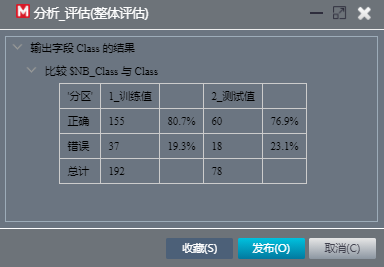 M 分析_评估(整体评估)
输出字段 Class 的结果
比较 $NB_Class 与 Class
'分区' 1_训练值 2_测试值
正确 155 80.7% 60 76.9%
错误 37 19.3% 18 23.1%
总计 192 78
收藏(S) 发布(O) 取消(C)